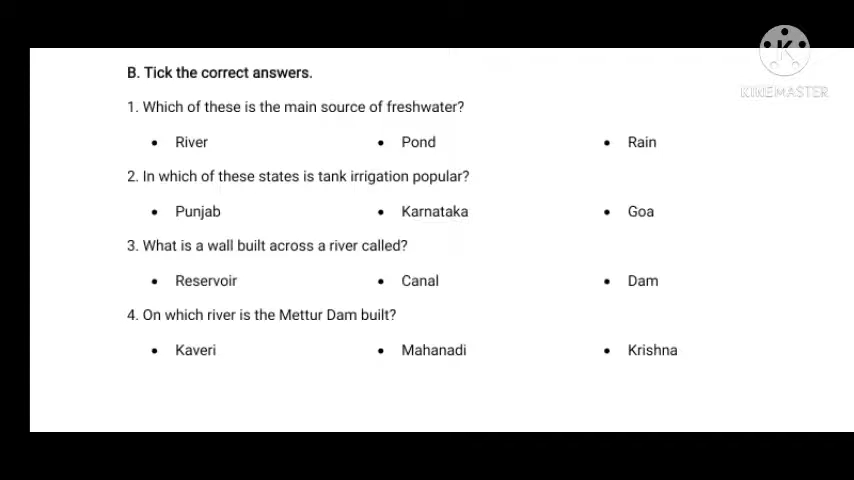 KINEMASTER
B. Tick the correct answers.
1. Which of these is the main source of freshwater?
• River • Pond • Rain
2. In which of these states is tank irrigation popular?
• Punjab • Karnataka • Goa
3. What is a wall built across a river called?
• Reservoir • Canal • Dam
4. On which river is the Mettur Dam built?
• Kaveri • Mahanadi • Krishna